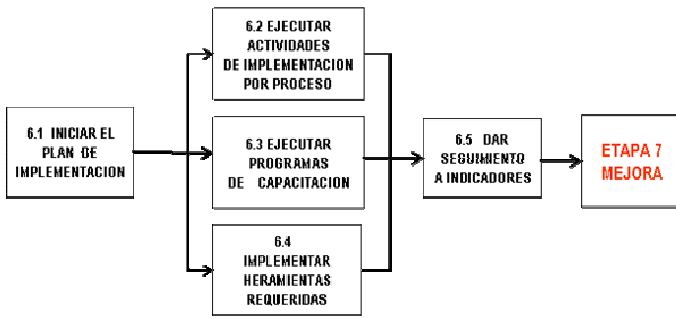 6.2 EJECUTAR
ACTIVIDADES
DE IMPLEMENTACION
POR PROCESO
6.1 INICIAR EL
PLAN DE
IMPLEMENTACION
6.3 EJECUTAR
PROGRAMAS
DE CAPACITACION
6.5 DAR
SEGUIMIENTO
A INDICADORES
ETAPA 7
MEJORA
6.4
IMPLEMENTAR
HERAMIENTAS
REQUERIDAS